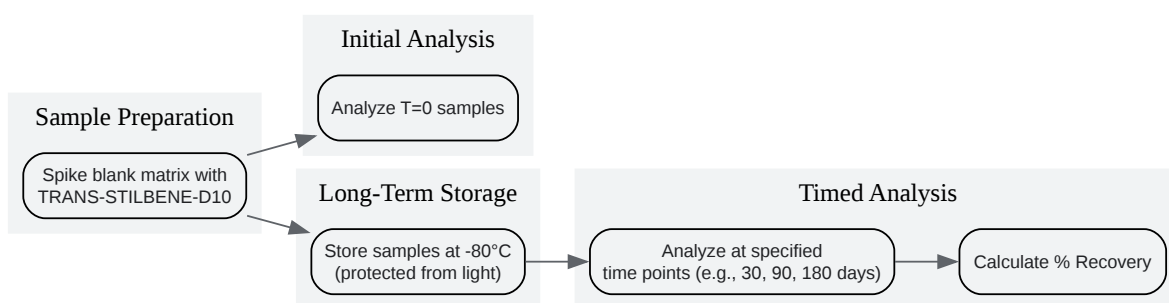 Sample Preparation
Spike blank matrix with
TRANS-STILBENE-D10
Initial Analysis
Analyze T=0 samples
Long-Term Storage
Store samples at -80°C
(protected from light)
Timed Analysis
Analyze at specified
time points (e.g., 30, 90, 180 days)
Calculate % Recovery